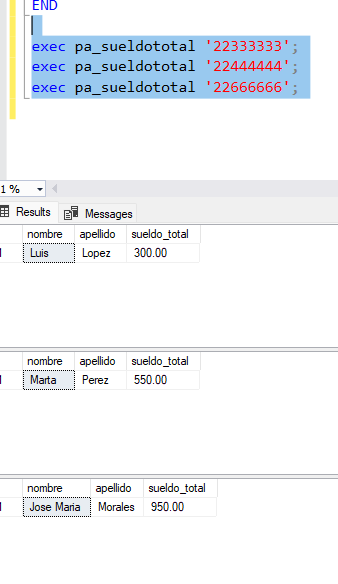 END
exec pa_sueldototal '22333333';
exec pa_sueldototal '22444444';
exec pa_sueldototal '22666666';
1 %
Results Messages
nombre apellido sueldo_total
Luis Lopez 300.00
nombre apellido sueldo_total
Marta Perez 550.00
nombre apellido sueldo_total
Jose Maria Morales 950.00